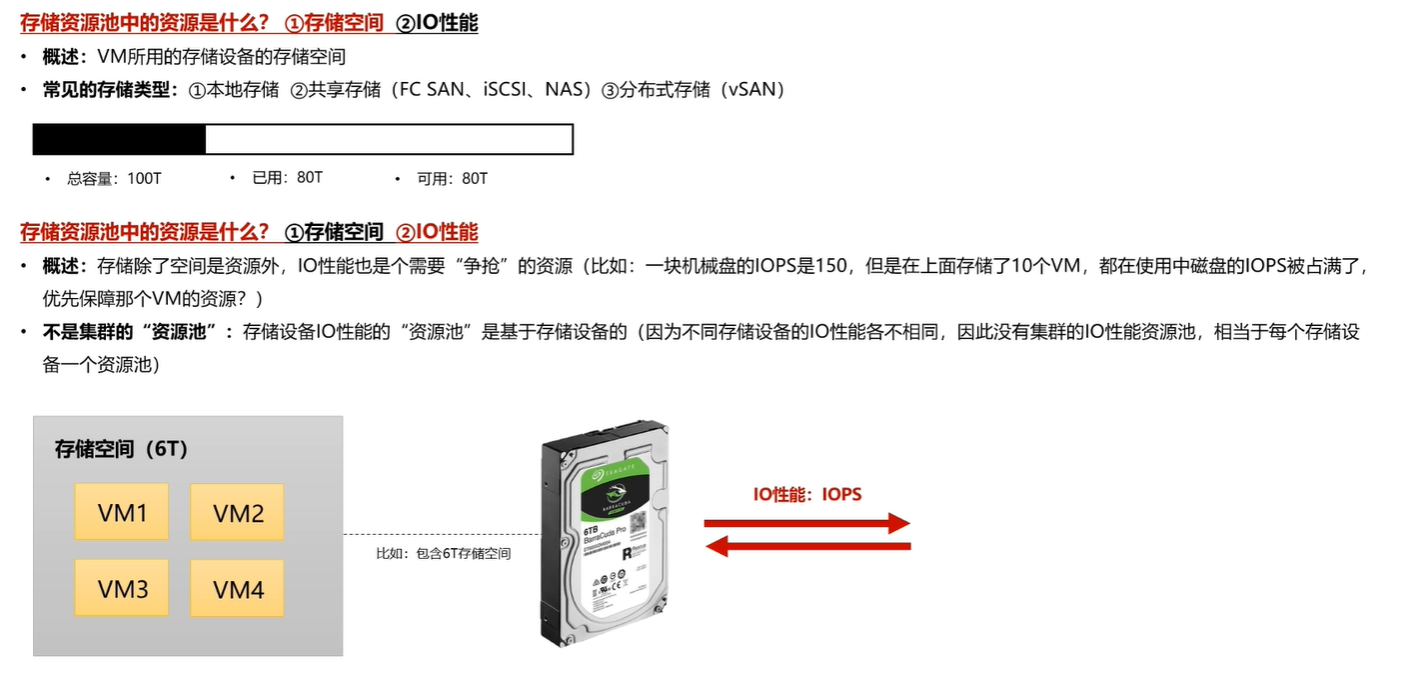 存储资源池中的资源是什么? ①存储空间 ②IO性能
• 概述：VM所用的存储设备的存储空间
• 常见的存储类型：①本地存储 ②共享存储（FC SAN、iSCSI、NAS）③分布式存储（vSAN）
• 总容量：100T • 已用：80T • 可用：80T
存储资源池中的资源是什么? ①存储空间 ②IO性能
• 概述：存储除了空间是资源外，IO性能也是个需要“争抢”的资源（比如：一块机械盘的IOPS是150，但是在上面存储了10个VM，都在使用中磁盘的IOPS被占满了，
优先保障那个VM的资源？）
• 不是集群的“资源池”：存储设备IO性能的“资源池”是基于存储设备的（因为不同存储设备的IO性能各不相同，因此没有集群的IO性能资源池，相当于每个存储设
备一个资源池）
存储空间（6T）
VM1 VM2
VM3 VM4
比如：包含6T存储空间
SEAGATE
BARRACUDA
6TB
BarraCuda Pro
IO性能：IOPS